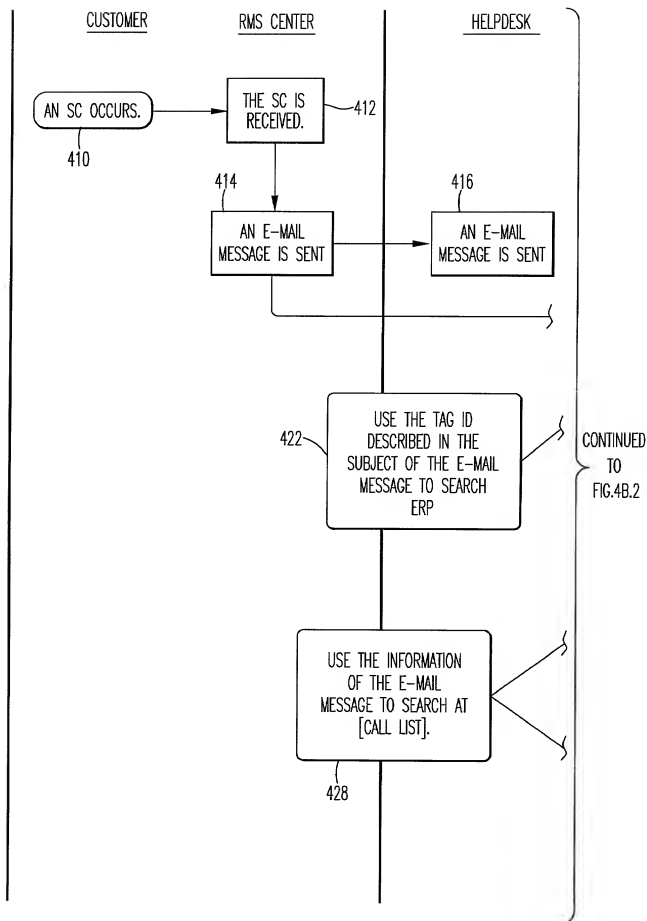 CUSTOMER
RMS CENTER
HELPDESK
AN SC OCCURS.
410
THE SC IS
RECEIVED.
412
414
AN E-MAIL
MESSAGE IS SENT
416
AN E-MAIL
MESSAGE IS SENT
422
USE THE TAG ID
DESCRIBED IN THE
SUBJECT OF THE E-MAIL
MESSAGE TO SEARCH
ERP
CONTINUED
TO
FIG.4B.2
USE THE INFORMATION
OF THE E-MAIL
MESSAGE TO SEARCH AT
[CALL LIST].
428